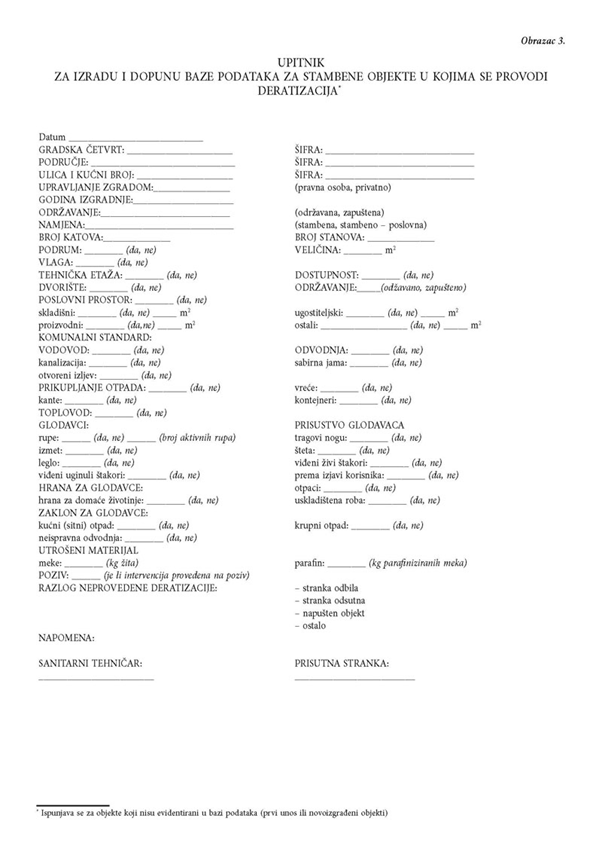 Obrazac 3.
UPITNIK
ZA IZRADU I DOPUNU BAZE PODATAKA ZA STAMBENE OBJEKTE U KOJIMA SE PROVODI
DERATIZACIJA*
Datum ____________________________
GRADSKA ČETVRT: ______________________ ŠIFRA: _______________________________
PODRUČJE: ______________________________ ŠIFRA: _______________________________
ULICA I KUĆNI BROJ: ____________________ ŠIFRA: _______________________________
UPRAVLJANJE ZGRADOM:________________ (pravna osoba, privatno)
GODINA IZGRADNJE:_____________________
ODRŽAVANJE:___________________________ (održavana, zapuštena)
NAMJENA:_______________________________ (stambena, stambeno – poslovna)
BROJ KATOVA:______________ BROJ STANOVA: ______________
PODRUM: ________ (da, ne) VELIČINA: ________ m²
VLAGA: ________ (da, ne)
TEHNIČKA ETAŽA: ________ (da, ne) DOSTUPNOST: ________ (da, ne)
DVORIŠTE: ________ (da, ne) ODRŽAVANJE:_____(odžavano, zapušteno)
POSLOVNI PROSTOR: ________ (da, ne)
skladišni: ________ (da, ne) _____ m² ugostiteljski: ________ (da, ne) _____ m²
proizvodni: ________ (da,ne) _____ m² ostali: __________________ (da, ne) _____ m²
KOMUNALNI STANDARD:
VODOVOD: ________ (da, ne) ODVODNJA: ________ (da, ne)
kanalizacija: ________ (da, ne) sabirna jama: ________ (da, ne)
otvoreni izljev: ________ (da, ne)
PRIKUPLJANJE OTPADA: ________ (da, ne) vreće: ________ (da, ne)
kante: ________ (da, ne) kontejneri: ________ (da, ne)
TOPLOVOD: ________ (da, ne)
GLODAVCI: PRISUSTVO GLODAVACA
rupe: ______ (da, ne) ______ (broj aktivnih rupa) tragovi nogu: ________ (da, ne)
izmet: ________ (da, ne) šteta: ________ (da, ne)
leglo: ________ (da, ne) viđeni živi štakori: ________ (da, ne)
viđeni uginuli štakori: ________ (da, ne) prema izjavi korisnika: ________ (da, ne)
HRANA ZA GLODAVCE: otpaci: ________ (da, ne)
hrana za domaće životinje: ________ (da, ne) uskladištena roba: ________ (da, ne)
ZAKLON ZA GLODAVCE:
kućni (sitni) otpad: ________ (da, ne) krupni otpad: ________ (da, ne)
neispravna odvodnja: ________ (da, ne)
UTROŠENI MATERIJAL
meke: ________ (kg žita) parafin: ________ (kg parafiniziranih meka)
POZIV: ______ (je li intervencija provedena na poziv)
RAZLOG NEPROVEDENE DERATIZACIJE: – stranka odbila
– stranka odsutna
– napušten objekt
– ostalo
NAPOMENA:
SANITARNI TEHNIČAR: PRISUTNA STRANKA:
________________________ _________________________
* Ispunjava se za objekte koji nisu evidentirani u bazi podataka (prvi unos ili novoizgrađeni objekti)